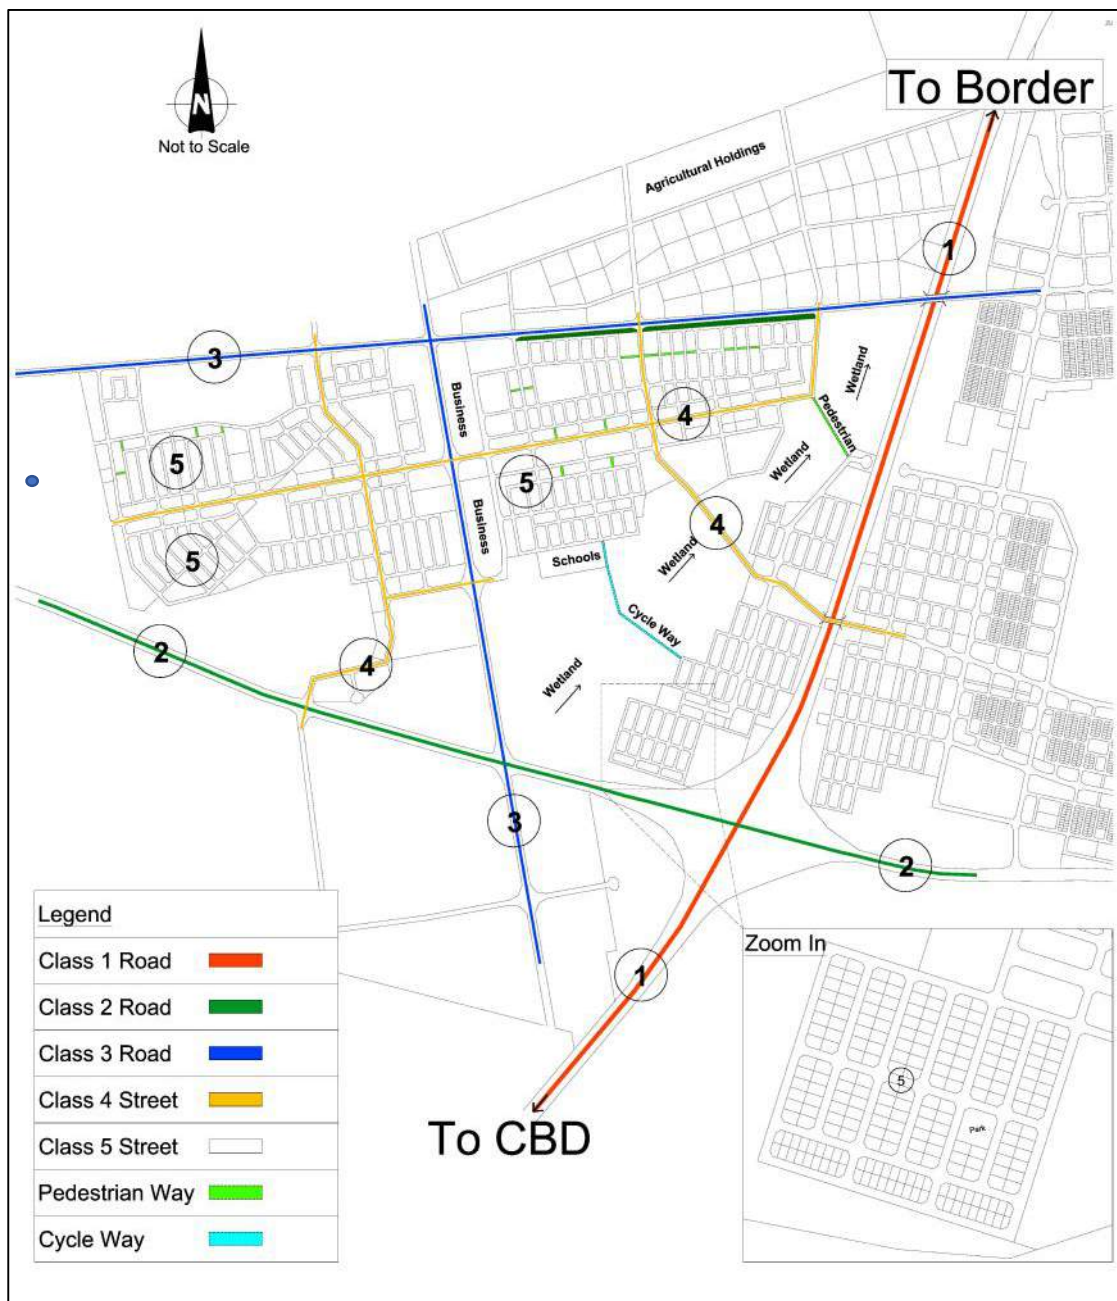 To Border
N
Not to Scale
Agricultural Holdings
1
3
Business
Wetland
4
Pedestrian
5
Wetland
5
Business
4
Schools
Wetland
5
Cycle Way
2
4
Wetland
3
2
Legend
Class 1 Road
Class 2 Road
Class 3 Road
Class 4 Street
Class 5 Street
Pedestrian Way
Cycle Way
1
To CBD
Zoom In
5
Park